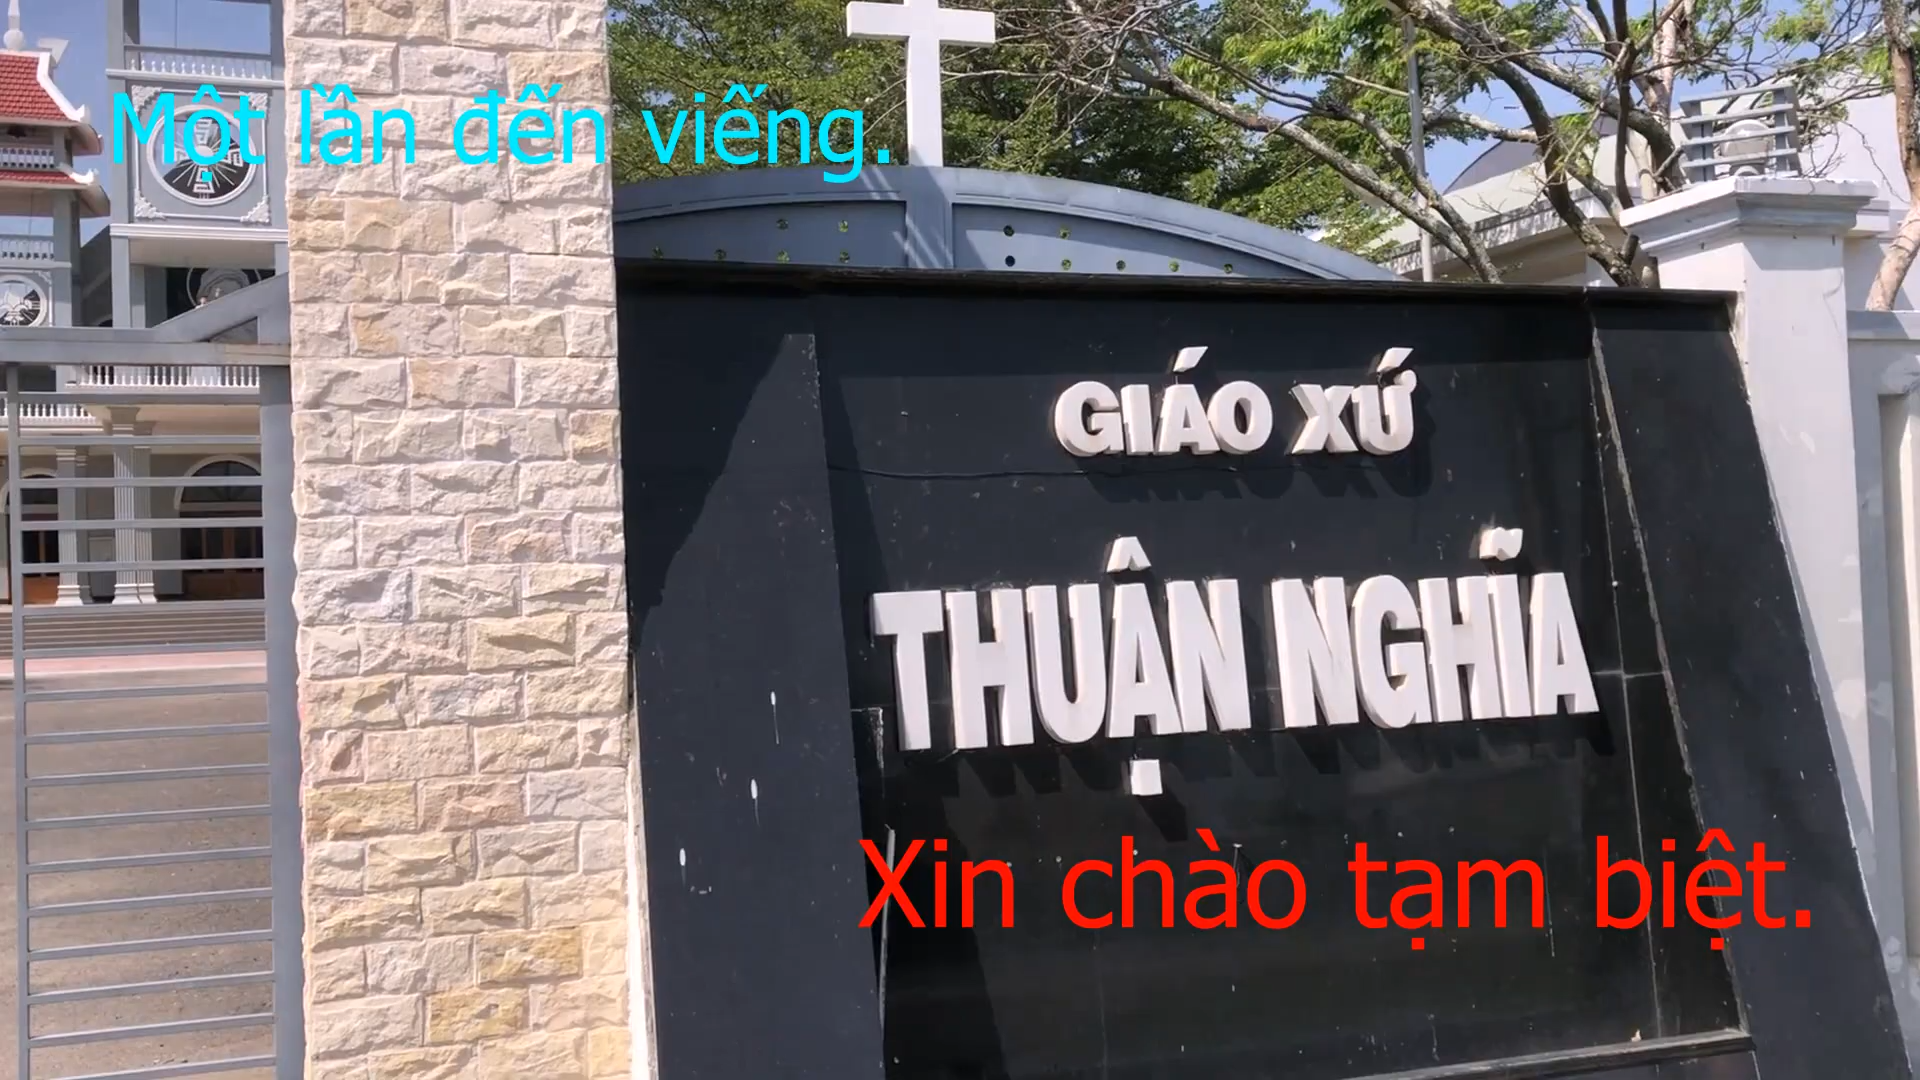 Một lần đến viếng.
GIÁO XỨ
THUẬN NGHĨA
Xin chào tạm biệt.